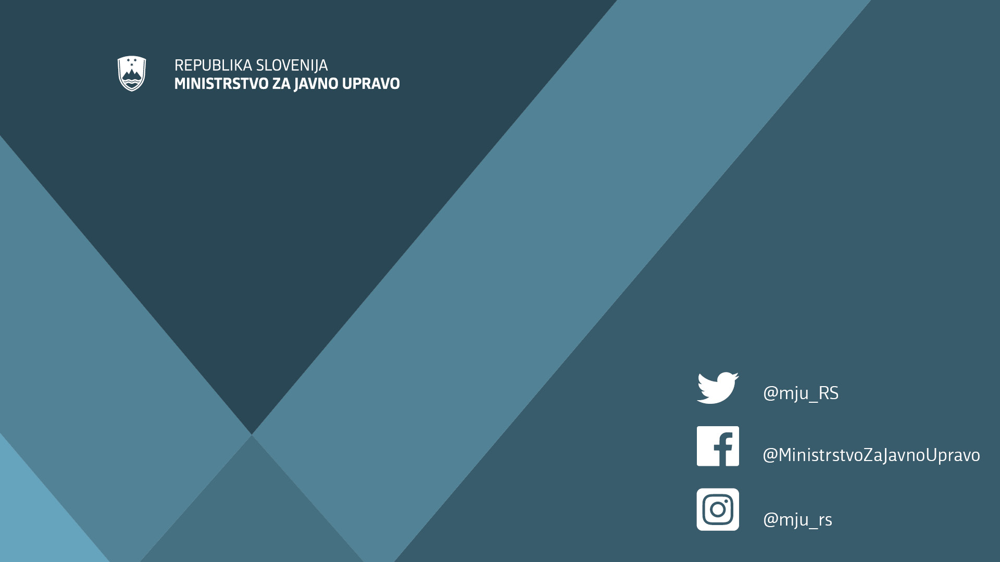 REPUBLIKA SLOVENIJA
MINISTRSTVO ZA JAVNO UPRAVO
@mju_RS
@MinistrstvoZaJavnoUpravo
@mju_rs